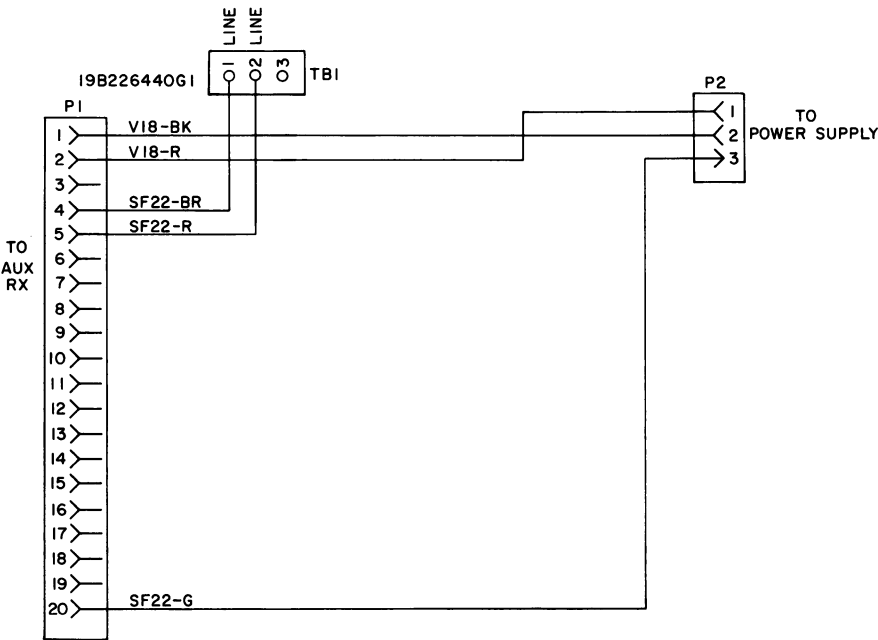 LINE LINE
1 2 3
TB1
19B226440G1
P1
P2
1 V18-BK
2 V18-R
3
4 SF22-BR
5 SF22-R
6
7
8
9
10
11
12
13
14
15
16
17
18
19
20 SF22-G
TO
AUX
RX
1
2
3
TO
POWER SUPPLY